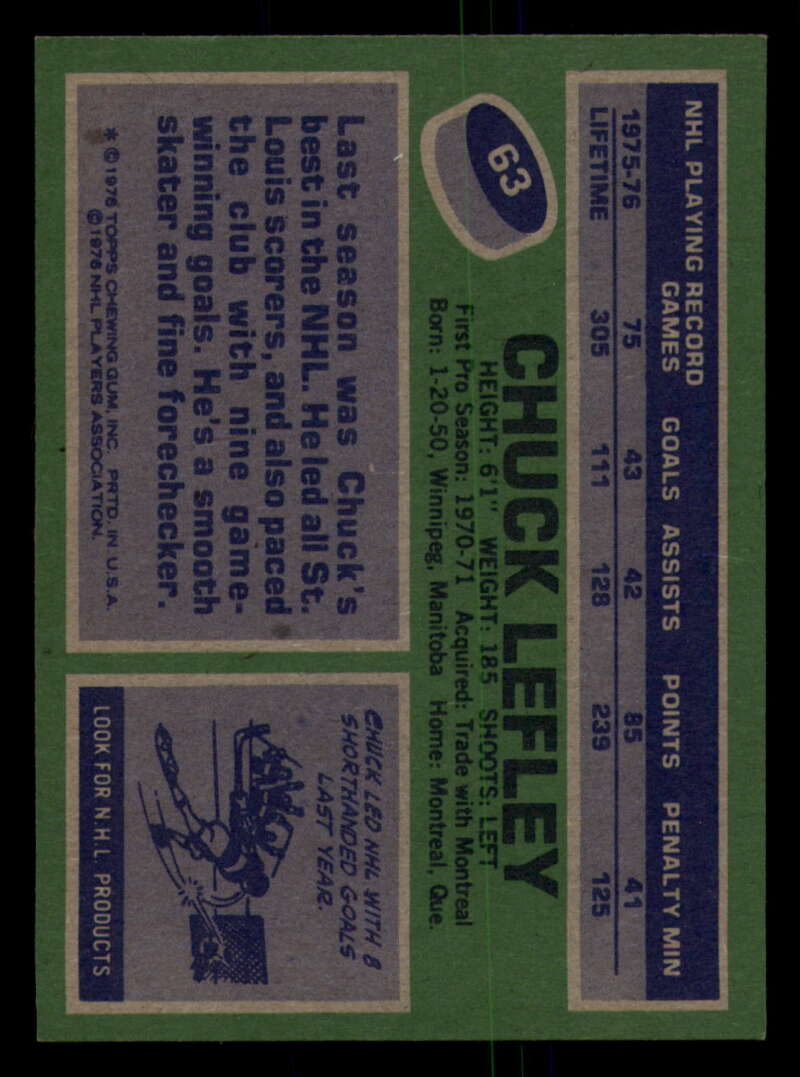 NHL PLAYING RECORD
GAMES GOALS ASSISTS POINTS PENALTY MIN
1975-76 75 43 42 85 41
LIFETIME 305 111 128 239 125
63
CHUCK LEFLEY
HEIGHT: 6'1" WEIGHT: 185 SHOOTS: LEFT
First Pro Season: 1970-71 Acquired: Trade with Montreal
Born: 1-20-50, Winnipeg, Manitoba Home: Montreal, Que.
Last season was Chuck's
best in the NHL. He led all St.
Louis scorers, and also paced
the club with nine game-
winning goals. He's a smooth
skater and fine forechecker.
* ©1976 TOPPS CHEWING GUM, INC. PRTD. IN U.S.A.
©1976 NHL PLAYERS ASSOCIATION.
CHUCK LED NHL WITH 8
SHORTHANDED GOALS
LAST YEAR.
LOOK FOR N.H.L. PRODUCTS